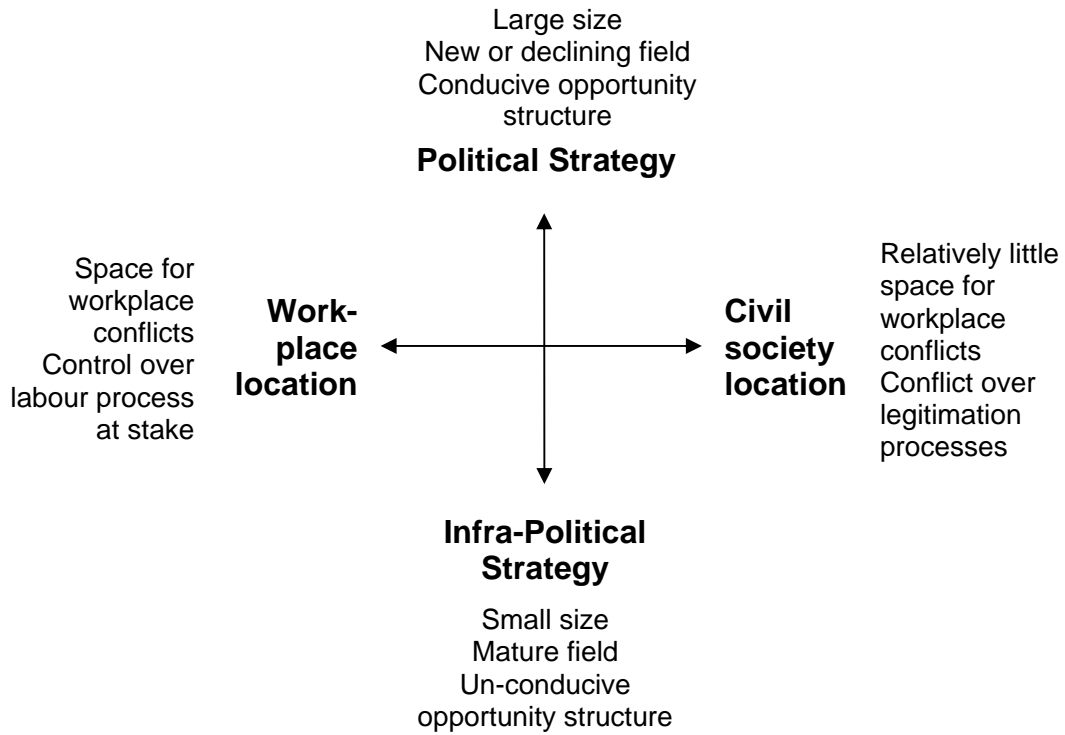 Large size
New or declining field
Conducive opportunity
structure
Political Strategy
Space for
workplace
conflicts
Control over
labour process
at stake
Work-
place
location
Civil
society
location
Relatively little
space for
workplace
conflicts
Conflict over
legitimation
processes
Infra-Political
Strategy
Small size
Mature field
Un-conducive
opportunity structure